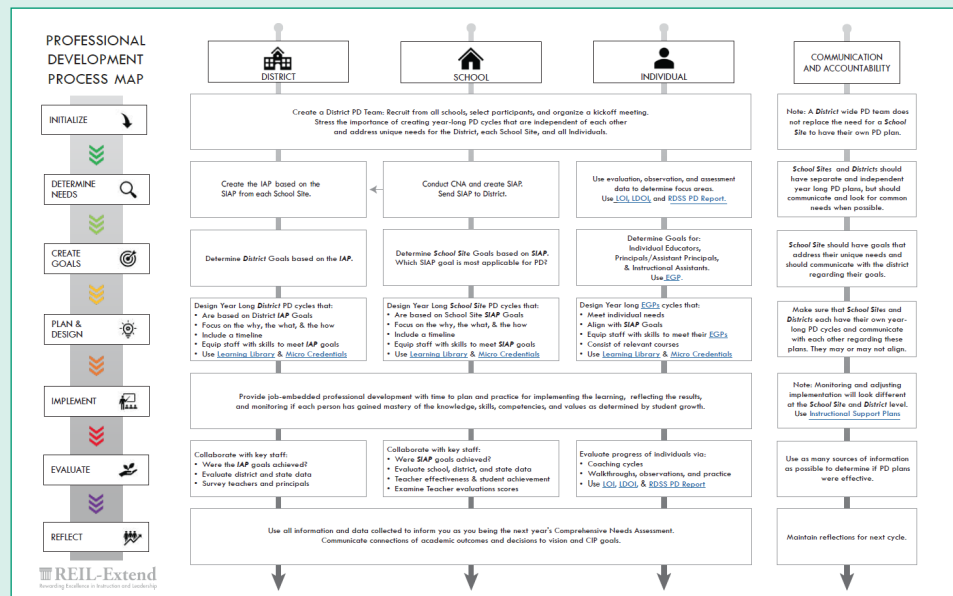 PROFESSIONAL
DEVELOPMENT
PROCESS MAP
DISTRICT
SCHOOL
INDIVIDUAL
COMMUNICATION
AND ACCOUNTABILITY
INITIALIZE
Create a District PD Team: Recruit from all schools, select participants, and organize a kickoff meeting.
Stress the importance of creating year-long PD cycles that are independent of each other
and address unique needs for the District, each School Site, and all Individuals.
Note: A District wide PD team does
not replace the need for a School
Site to have their own PD plan.
DETERMINE
NEEDS
Create the IAP based on the
SIAP from each School Site.
Conduct CNA and create SIAP.
Send SIAP to District.
Use evaluation, observation, and assessment
data to determine focus areas.
Use LOI, LDOI, and RDSS PD Report.
School Sites and Districts should
have separate and independent
year long PD plans, but should
communicate and look for common
needs when possible.
CREATE
GOALS
Determine District Goals based on the IAP.
Determine School Site Goals based on SIAP.
Which SIAP goal is most applicable for PD?
Determine Goals for:
Individual Educators,
Principals/Assistant Principals,
& Instructional Assistants.
Use EGP.
School Site should have goals that
address their unique needs and
should communicate with the district
regarding their goals.
PLAN &
DESIGN
Design Year Long District PD cycles that:
• Are based on District IAP Goals
• Focus on the why, the what, & the how
• Include a timeline
• Equip staff with skills to meet IAP goals
• Use Learning Library & Micro Credentials
Design Year Long School Site PD cycles that:
• Are based on School Site SIAP Goals
• Focus on the why, the what, & the how
• Include a timeline
• Equip staff with skills to meet SIAP goals
• Use Learning Library & Micro Credentials
Design Year long EGPs cycles that:
• Meet individual needs
• Align with SIAP Goals
• Equip staff with skills to meet their EGPs
• Consist of relevant courses
• Use Learning Library & Micro Credentials
Make sure that School Sites and
Districts each have their own year-
long PD cycles and communicate
with each other regarding these
plans. They may or may not align.
IMPLEMENT
Provide job-embedded professional development with time to plan and practice for implementing the learning, reflecting the results,
and monitoring if each person has gained mastery of the knowledge, skills, competencies, and values as determined by student growth.
Note: Monitoring and adjusting
implementation will look different
at the School Site and District level.
Use Instructional Support Plans
EVALUATE
Collaborate with key staff:
• Were the IAP goals achieved?
• Evaluate district and state data
• Survey teachers and principals
Collaborate with key staff:
• Were SIAP goals achieved?
• Evaluate school, district, and state data
• Teacher effectiveness & student achievement
• Examine Teacher evaluations scores
Evaluate progress of individuals via:
• Coaching cycles
• Walkthroughs, observations, and practice
• Use LOI, LDOI, & RDSS PD Report
Use as many sources of information
as possible to determine if PD plans
were effective.
REFLECT
Use all information and data collected to inform you as you being the next year's Comprehensive Needs Assessment.
Communicate connections of academic outcomes and decisions to vision and CIP goals.
Maintain reflections for next cycle.
REIL-Extend
Rewarding Excellence in Instruction and Leadership